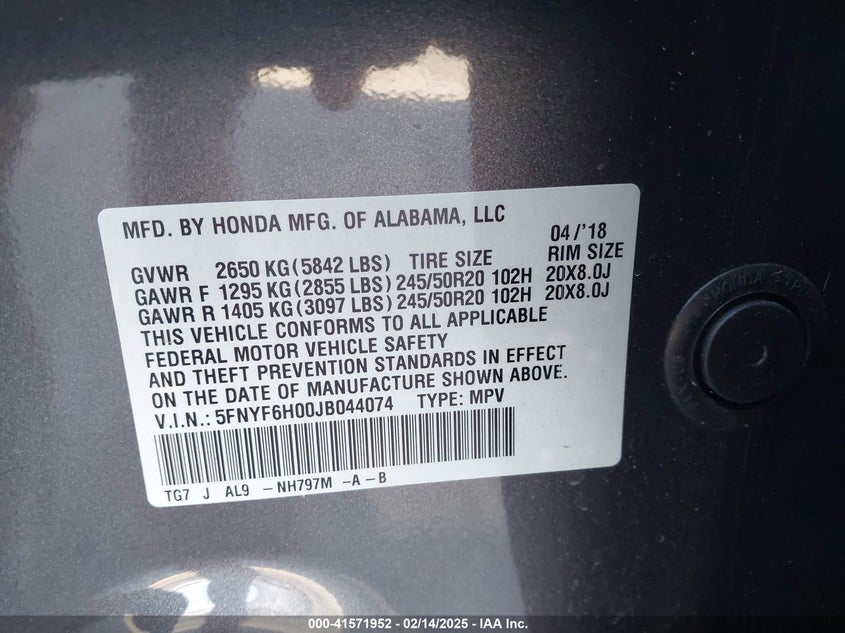 MFD. BY HONDA MFG. OF ALABAMA, LLC
04/'18
GVWR 2650 KG(5842 LBS) TIRE SIZE RIM SIZE
GAWR F 1295 KG(2855 LBS) 245/50R20 102H 20X8.0J
GAWR R 1405 KG(3097 LBS) 245/50R20 102H 20X8.0J
THIS VEHICLE CONFORMS TO ALL APPLICABLE
FEDERAL MOTOR VEHICLE SAFETY
AND THEFT PREVENTION STANDARDS IN EFFECT
ON THE DATE OF MANUFACTURE SHOWN ABOVE.
V.I.N.: 5FNYF6H00JB044074 TYPE: MPV
TG7 J AL9 -NH797M -A-B
000-41571952 - 02/14/2025 - IAA Inc.